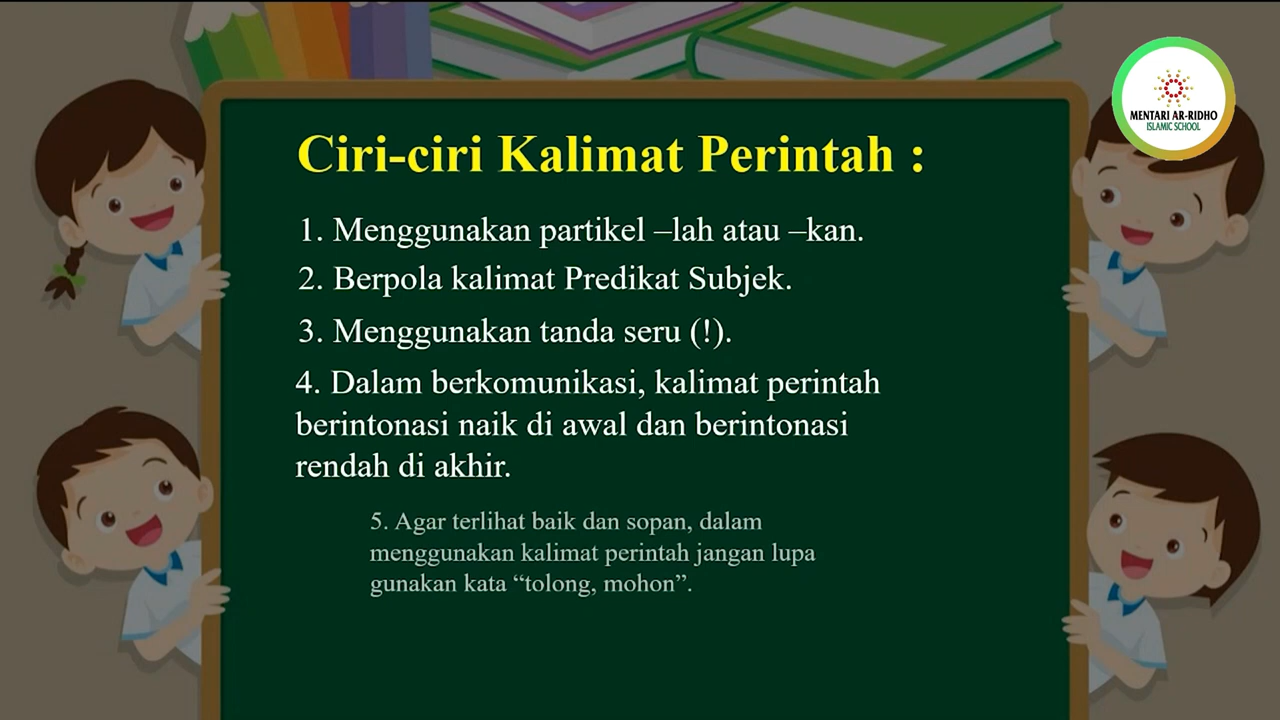 MENTARI AR-RIDHO
ISLAMIC SCHOOL
Ciri-ciri Kalimat Perintah :
1. Menggunakan partikel –lah atau –kan.
2. Berpola kalimat Predikat Subjek.
3. Menggunakan tanda seru (!).
4. Dalam berkomunikasi, kalimat perintah
berintonasi naik di awal dan berintonasi
rendah di akhir.
5. Agar terlihat baik dan sopan, dalam
menggunakan kalimat perintah jangan lupa
gunakan kata “tolong, mohon”.